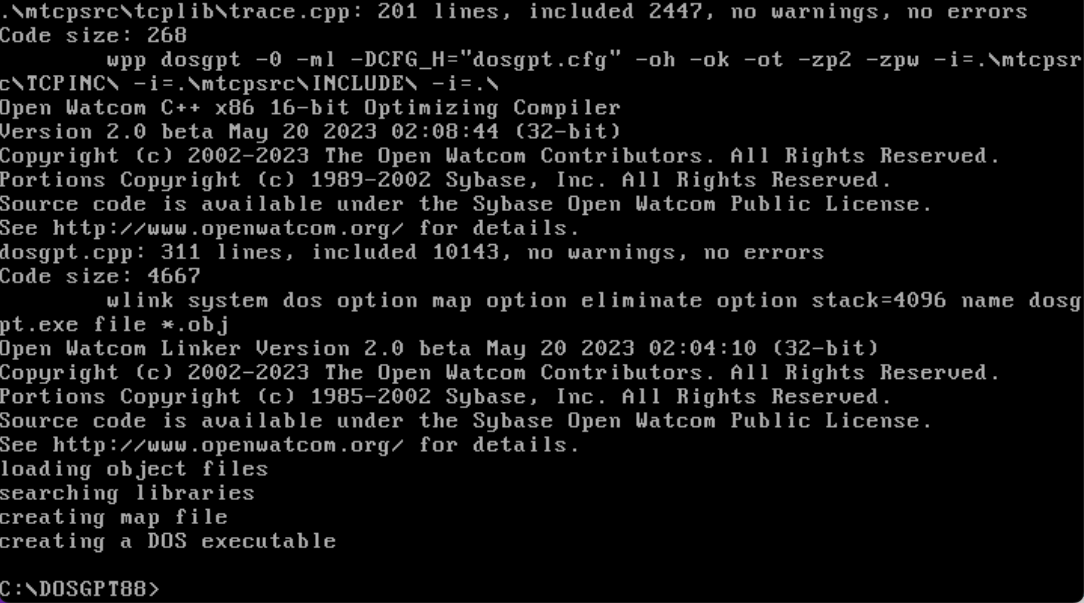 .\mtcpsrc\tcplib\trace.cpp: 201 lines, included 2447, no warnings, no errors
Code size: 268
        wpp dosgpt -0 -ml -DCFG_H="dosgpt.cfg" -oh -ok -ot -zp2 -zpw -i=.\mtcpsr
c\TCPINC\ -i=.\mtcpsrc\INCLUDE\ -i=.\
Open Watcom C++ x86 16-bit Optimizing Compiler
Version 2.0 beta May 20 2023 02:08:44 (32-bit)
Copyright (c) 2002-2023 The Open Watcom Contributors. All Rights Reserved.
Portions Copyright (c) 1989-2002 Sybase, Inc. All Rights Reserved.
Source code is available under the Sybase Open Watcom Public License.
See http://www.openwatcom.org/ for details.
dosgpt.cpp: 311 lines, included 10143, no warnings, no errors
Code size: 4667
        wlink system dos option map option eliminate option stack=4096 name dosg
pt.exe file *.obj
Open Watcom Linker Version 2.0 beta May 20 2023 02:04:10 (32-bit)
Copyright (c) 2002-2023 The Open Watcom Contributors. All Rights Reserved.
Portions Copyright (c) 1985-2002 Sybase, Inc. All Rights Reserved.
Source code is available under the Sybase Open Watcom Public License.
See http://www.openwatcom.org/ for details.
loading object files
searching libraries
creating map file
creating a DOS executable
C:\DOSGPT88>